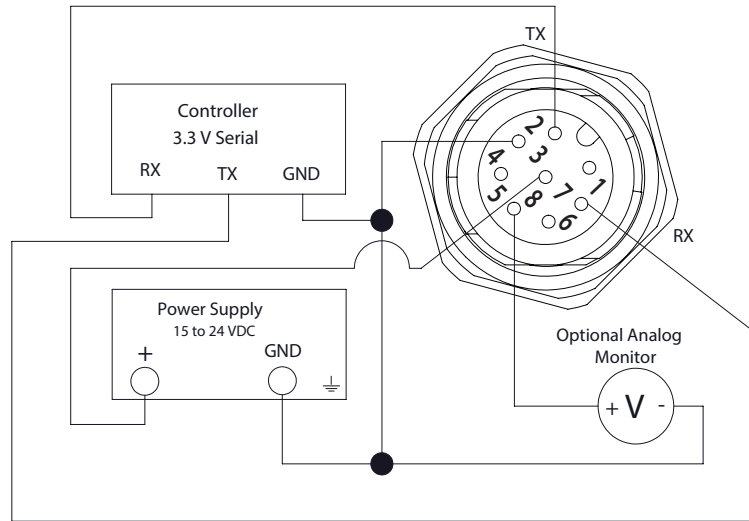 TX
Controller
3.3 V Serial
RX TX GND
2
3
4
1
7
5
8
6
RX
Power Supply
15 to 24 VDC
+ GND
Optional Analog
Monitor
+ V -